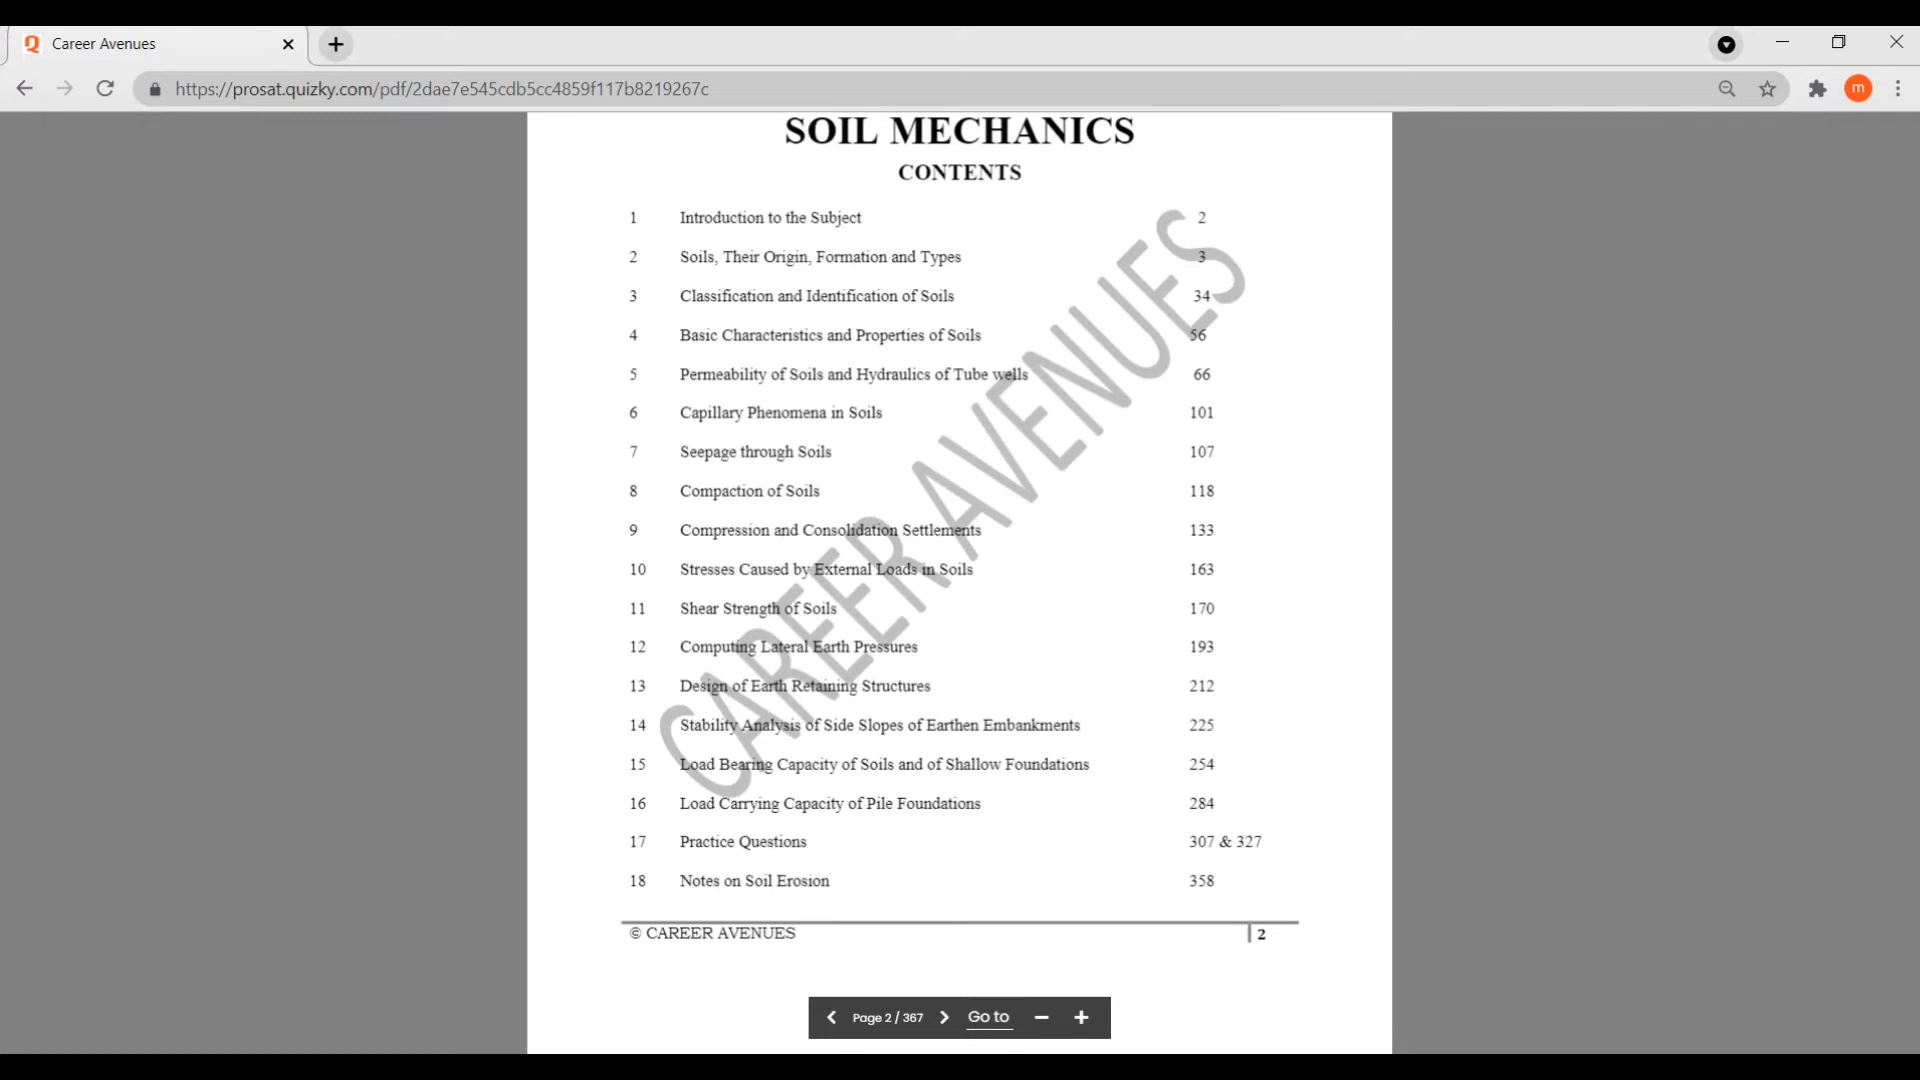 Career Avenues
https://prosat.quizky.com/pdf/2dae7e545cdb5cc4859f117b8219267c
m
SOIL MECHANICS
CONTENTS
1 Introduction to the Subject 2
2 Soils, Their Origin, Formation and Types 3
3 Classification and Identification of Soils 34
4 Basic Characteristics and Properties of Soils 56
5 Permeability of Soils and Hydraulics of Tube wells 66
6 Capillary Phenomena in Soils 101
7 Seepage through Soils 107
8 Compaction of Soils 118
9 Compression and Consolidation Settlements 133
10 Stresses Caused by External Loads in Soils 163
11 Shear Strength of Soils 170
12 Computing Lateral Earth Pressures 193
13 Design of Earth Retaining Structures 212
14 Stability Analysis of Side Slopes of Earthen Embankments 225
15 Load Bearing Capacity of Soils and of Shallow Foundations 254
16 Load Carrying Capacity of Pile Foundations 284
17 Practice Questions 307 & 327
18 Notes on Soil Erosion 358
CAREER AVENUES
© CAREER AVENUES | 2
Page 2 / 367 Go to